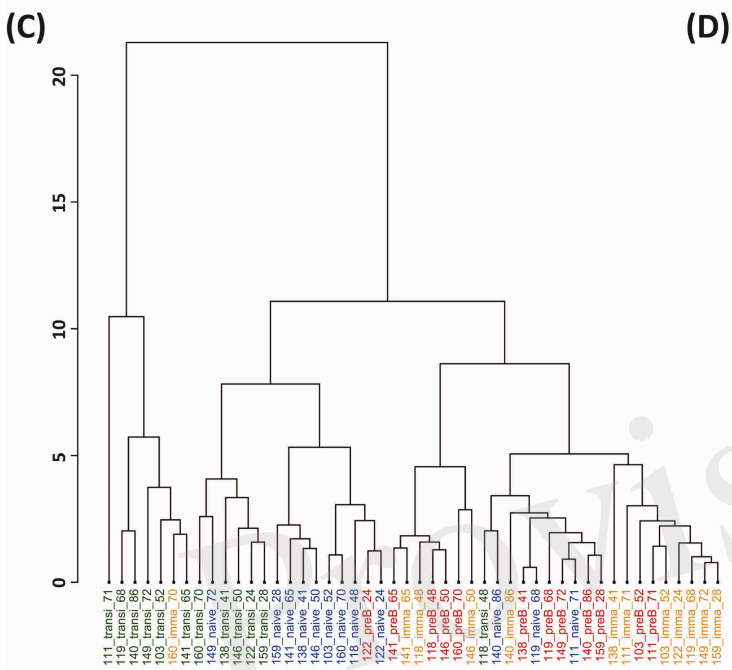 (C)
(D)
20
15
10
5
0
111_transi_71
119_transi_68
140_transi_86
149_transi_72
103_transi_52
160_imma_70
141_transi_65
160_transi_70
149_naive_72
138_transi_41
146_transi_50
122_transi_24
159_transi_28
159_naive_28
141_naive_65
138_naive_41
146_naive_50
103_naive_52
160_naive_70
118_naive_48
122_preB_24
122_naive_24
141_preB_65
141_imma_65
118_imma_48
118_preB_48
146_preB_50
160_preB_70
146_imma_50
118_transi_48
140_naive_86
140_imma_86
138_preB_41
119_naive_68
119_preB_68
149_preB_72
111_naive_71
140_preB_86
159_preB_28
138_imma_41
111_imma_71
103_preB_52
111_preB_71
103_imma_52
122_imma_24
119_imma_68
149_imma_72
159_imma_28
Provis